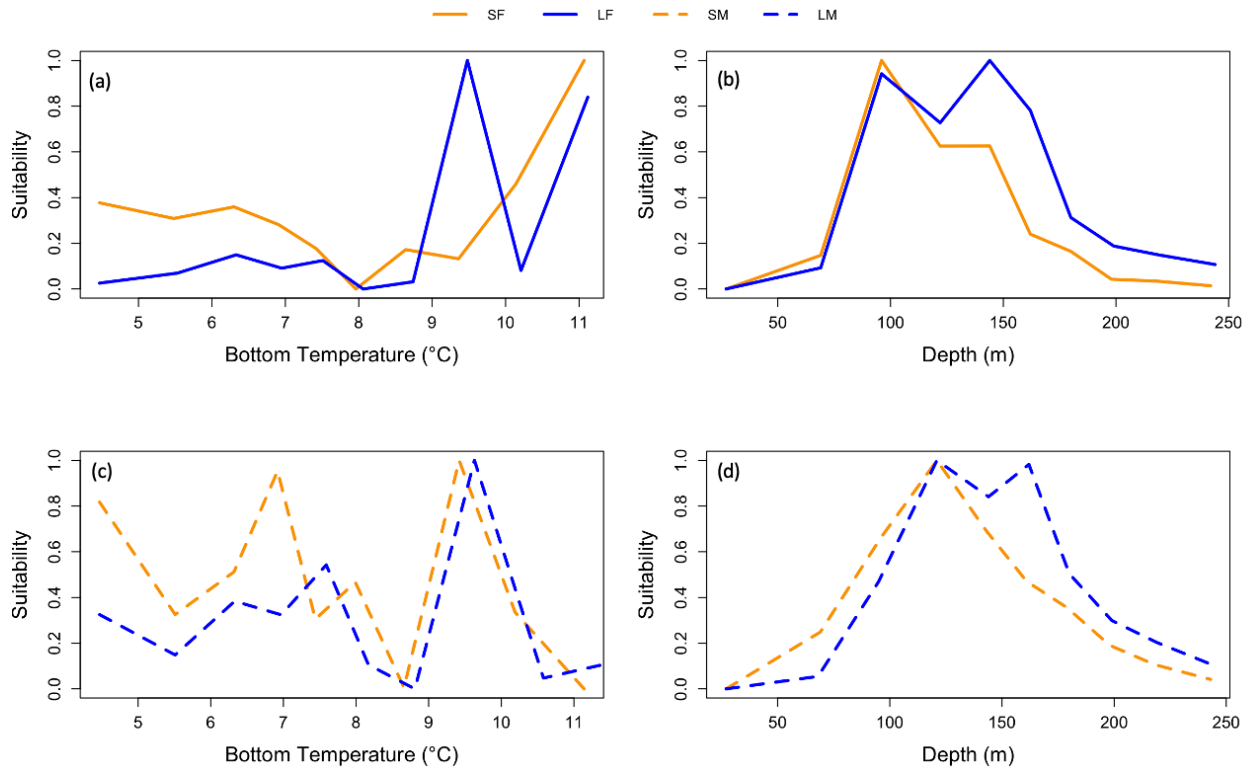 SF LF SM LM
(a)
Suitability
0.0 0.2 0.4 0.6 0.8 1.0
5 6 7 8 9 10 11
Bottom Temperature (°C)
(b)
Suitability
0.0 0.2 0.4 0.6 0.8 1.0
50 100 150 200 250
Depth (m)
(c)
Suitability
0.0 0.2 0.4 0.6 0.8 1.0
5 6 7 8 9 10 11
Bottom Temperature (°C)
(d)
Suitability
0.0 0.2 0.4 0.6 0.8 1.0
50 100 150 200 250
Depth (m)